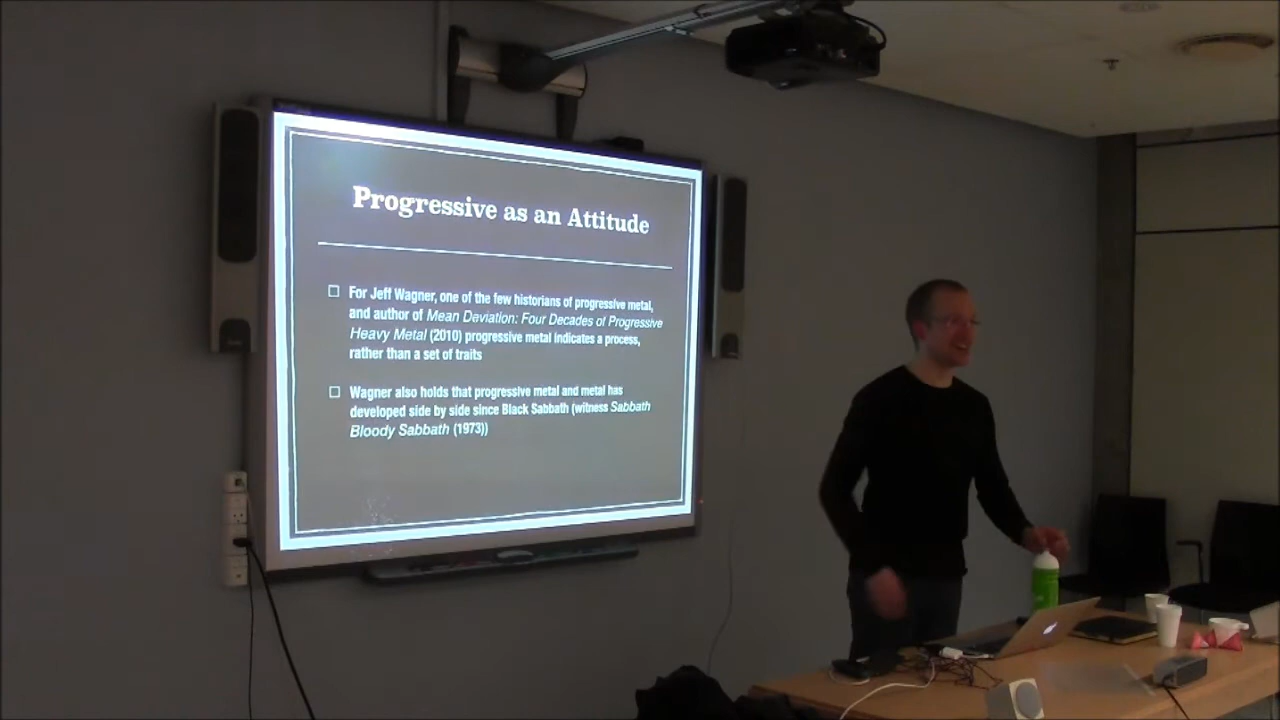 Progressive as an Attitude
For Jeff Wagner, one of the few historians of progressive metal,
and author of Mean Deviation: Four Decades of Progressive
Heavy Metal (2010) progressive metal indicates a process,
rather than a set of traits
Wagner also holds that progressive metal and metal has
developed side by side since Black Sabbath (witness Sabbath
Bloody Sabbath (1973))